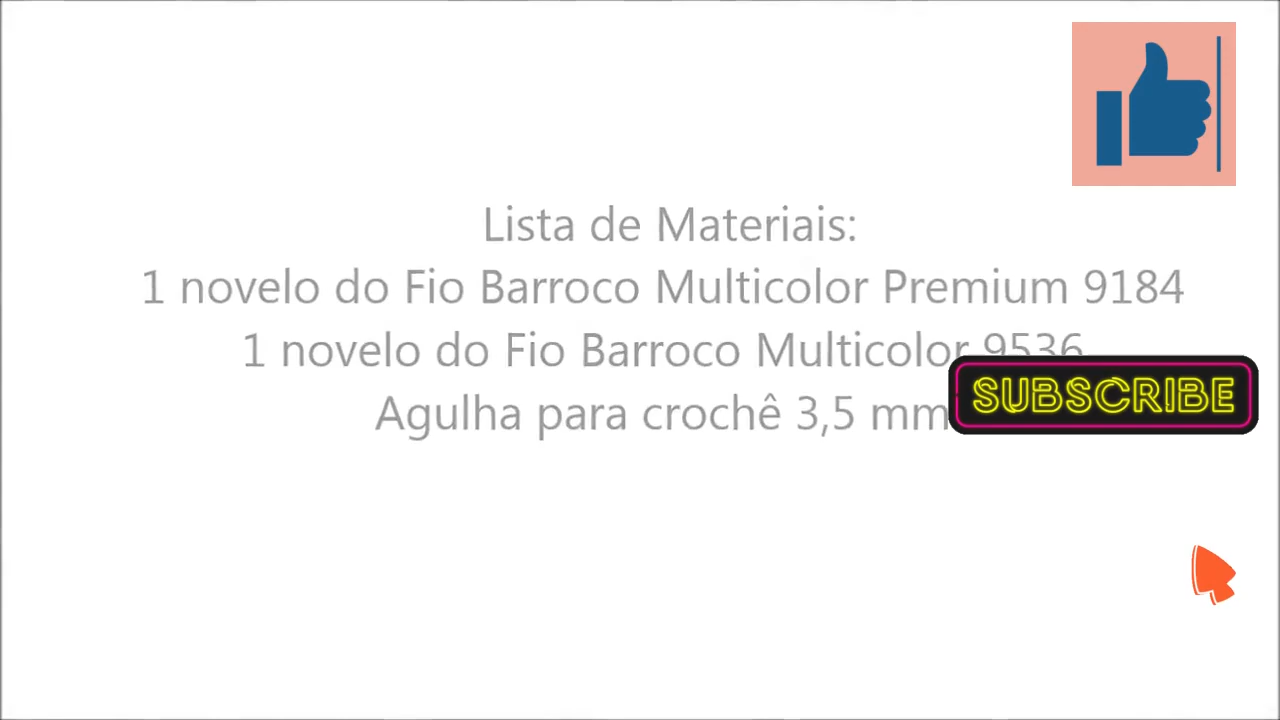 Lista de Materiais:
1 novelo do Fio Barroco Multicolor Premium 9184
1 novelo do Fio Barroco Multicolor 9536
Agulha para crochê 3,5 mm
SUBSCRIBE